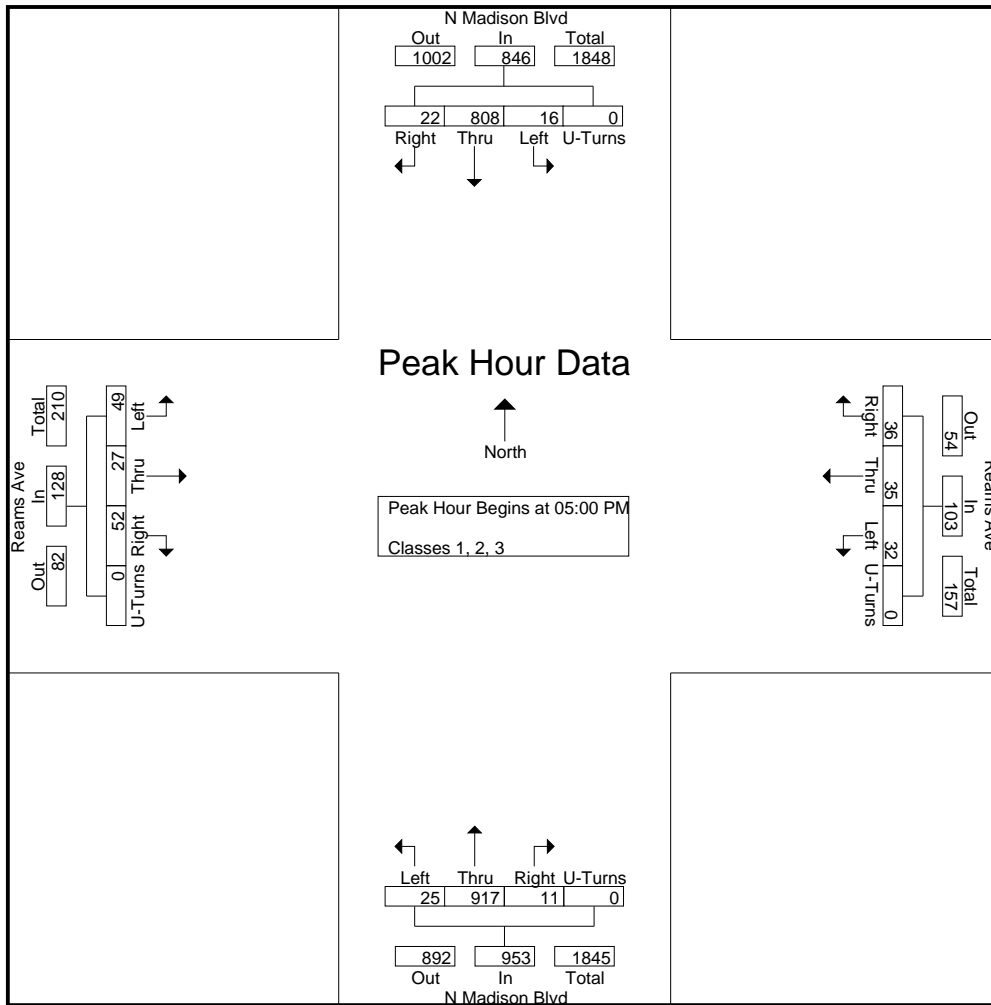 N Madison Blvd
Out In Total
1002 846 1848
22 808 16 0
Right Thru Left U-Turns
Peak Hour Data
North
Peak Hour Begins at 05:00 PM
Classes 1, 2, 3
Reams Ave
Total In Out
210 128 82
49 27 52 0
Left Thru Right U-Turns
Right Thru Left U-Turns
36 35 32 0
Out In Total
54 103 157
Reams Ave
Left Thru Right U-Turns
25 917 11 0
892 953 1845
Out In Total
N Madison Blvd